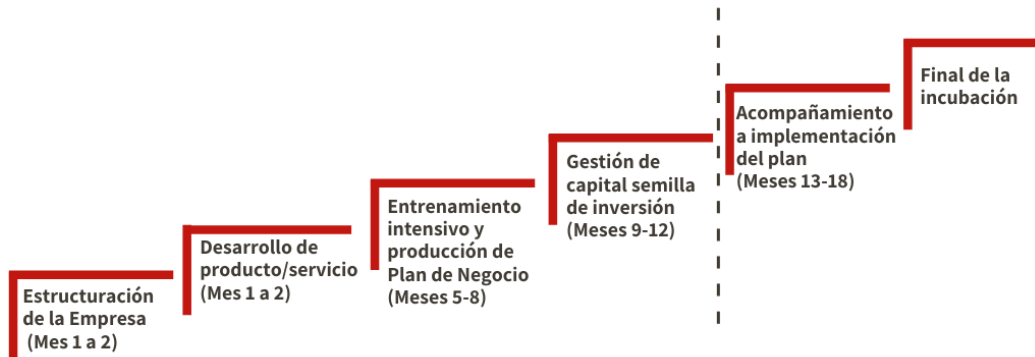 Estructuración
de la Empresa
(Mes 1 a 2)
Desarrollo de
producto/servicio
(Mes 1 a 2)
Entrenamiento
intensivo y
producción de
Plan de Negocio
(Meses 5-8)
Gestión de
capital semilla
de inversión
(Meses 9-12)
Acompañamiento
a implementación
del plan
(Meses 13-18)
Final de la
incubación